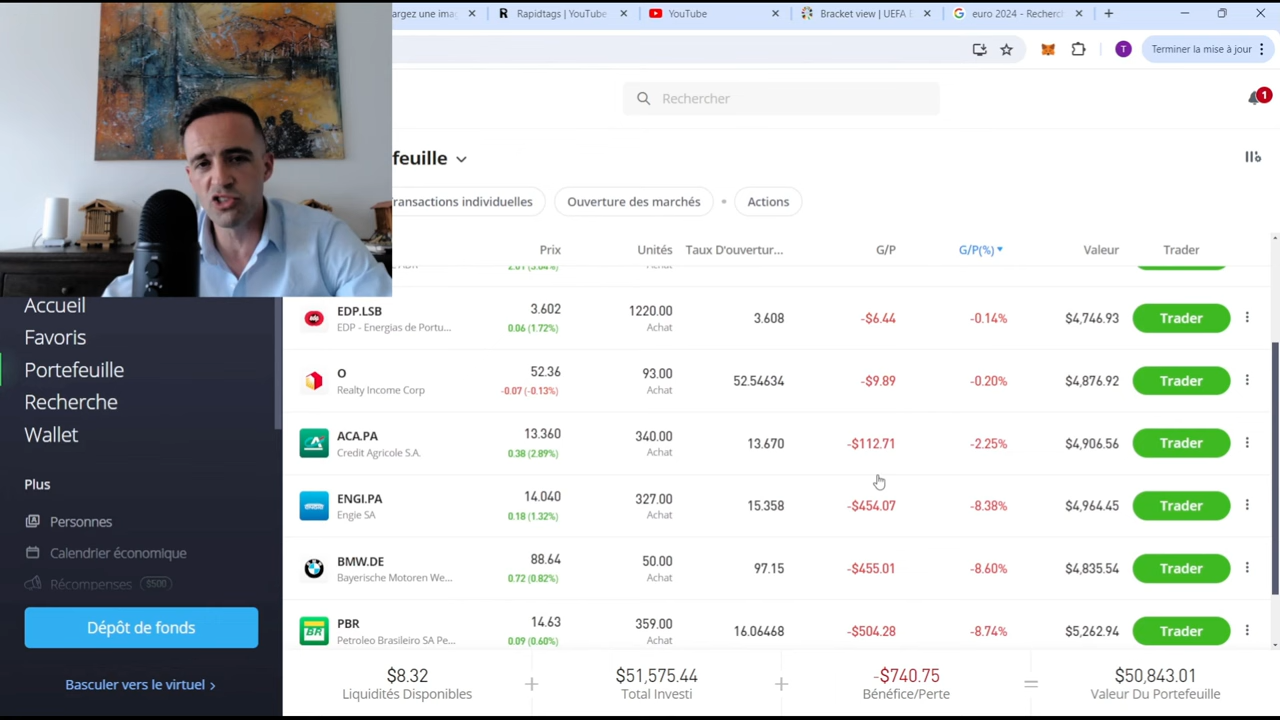 argez une imag
Rapidtags | YouTube
YouTube
Bracket view | UEFA E
euro 2024 - Recherch
T
Terminer la mise à jour
Rechercher
1
feuille
ransactions individuelles
Ouverture des marchés
Actions
Prix
Unités
Taux D'ouvertur...
G/P
G/P(%)
Valeur
Trader
EDP.LSB
EDP - Energias de Portu...
3.602
0.06 (1.72%)
1220.00
Achat
3.608
-$6.44
-0.14%
$4,746.93
Trader
O
Realty Income Corp
52.36
-0.07 (-0.13%)
93.00
Achat
52.54634
-$9.89
-0.20%
$4,876.92
Trader
ACA.PA
Credit Agricole S.A.
13.360
0.38 (2.89%)
340.00
Achat
13.670
-$112.71
-2.25%
$4,906.56
Trader
ENGI.PA
Engie SA
14.040
0.18 (1.32%)
327.00
Achat
15.358
-$454.07
-8.38%
$4,964.45
Trader
BMW.DE
Bayerische Motoren We...
88.64
0.72 (0.82%)
50.00
Achat
97.15
-$455.01
-8.60%
$4,835.54
Trader
PBR
Petroleo Brasileiro SA Pe...
14.63
0.09 (0.60%)
359.00
Achat
16.06468
-$504.28
-8.74%
$5,262.94
Trader
Accueil
Favoris
Portefeuille
Recherche
Wallet
Plus
Personnes
Calendrier économique
Récompenses $500
Dépôt de fonds
Basculer vers le virtuel >
$8.32
Liquidités Disponibles
+
$51,575.44
Total Investi
+
-$740.75
Bénéfice/Perte
=
$50,843.01
Valeur Du Portefeuille